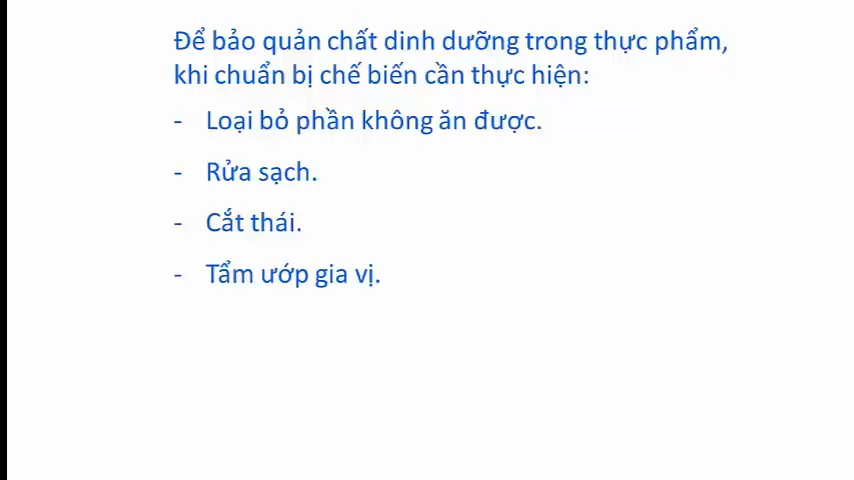 Để bảo quản chất dinh dưỡng trong thực phẩm,
khi chuẩn bị chế biến cần thực hiện:
- Loại bỏ phần không ăn được.
- Rửa sạch.
- Cắt thái.
- Tẩm ướp gia vị.